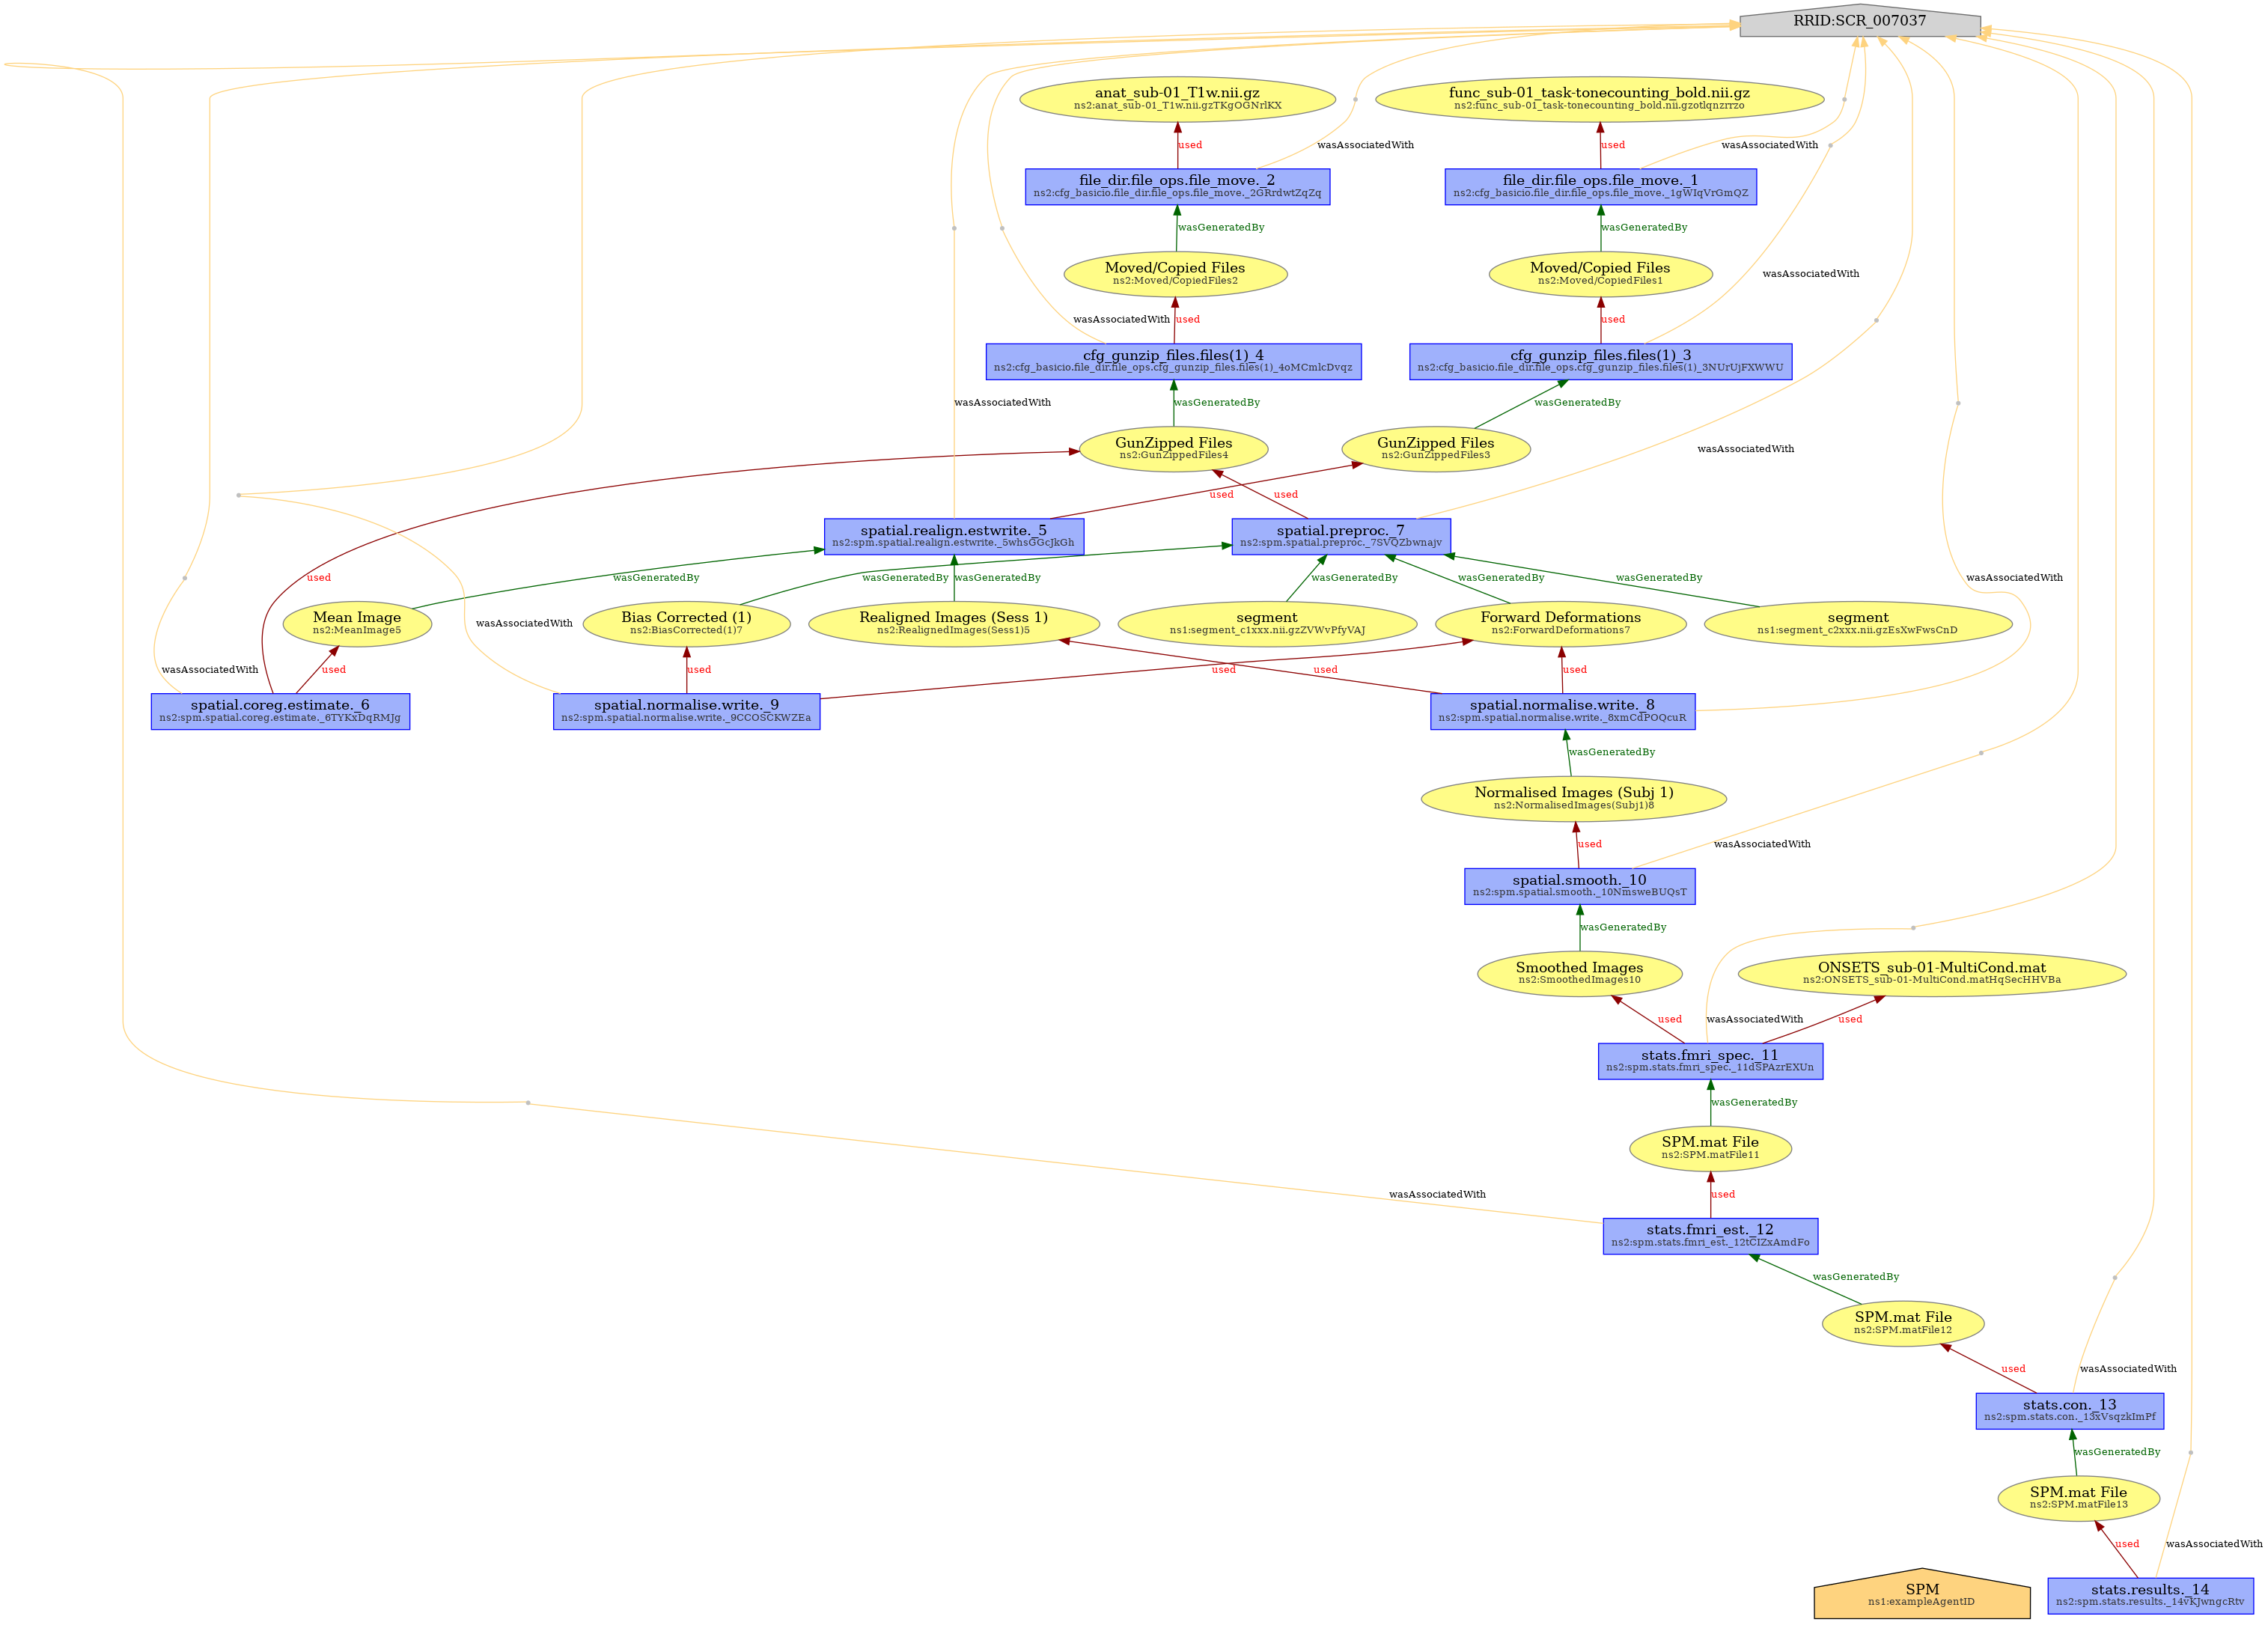 RRID:SCR_007037
anat_sub-01_T1w.nii.gz
ns2:anat_sub-01_T1w.nii.gzTKgOGNrlKX
func_sub-01_task-tonecounting_bold.nii.gz
ns2:func_sub-01_task-tonecounting_bold.nii.gzotlqnzrrzo
used
wasAssociatedWith
used
wasAssociatedWith
file_dir.file_ops.file_move._2
ns2:cfg_basicio.file_dir.file_ops.file_move._2GRrdwtZqZq
file_dir.file_ops.file_move._1
ns2:cfg_basicio.file_dir.file_ops.file_move._1gWIqVrGmQZ
wasGeneratedBy
wasGeneratedBy
Moved/Copied Files
ns2:Moved/CopiedFiles2
Moved/Copied Files
ns2:Moved/CopiedFiles1
wasAssociatedWith
wasAssociatedWith
used
used
cfg_gunzip_files.files(1)_4
ns2:cfg_basicio.file_dir.file_ops.cfg_gunzip_files.files(1)_4oMCmlcDvqz
cfg_gunzip_files.files(1)_3
ns2:cfg_basicio.file_dir.file_ops.cfg_gunzip_files.files(1)_3NUrUjFXWWU
wasAssociatedWith
wasGeneratedBy
wasGeneratedBy
GunZipped Files
ns2:GunZippedFiles4
GunZipped Files
ns2:GunZippedFiles3
wasAssociatedWith
used
used
spatial.realign.estwrite._5
ns2:spm.spatial.realign.estwrite._5whsGGcJkGh
spatial.preproc._7
ns2:spm.spatial.preproc._7SVQZbwnajv
used
wasGeneratedBy
wasGeneratedBy
wasGeneratedBy
wasGeneratedBy
wasGeneratedBy
wasGeneratedBy
wasAssociatedWith
Mean Image
ns2:MeanImage5
wasAssociatedWith
Bias Corrected (1)
ns2:BiasCorrected(1)7
Realigned Images (Sess 1)
ns2:RealignedImages(Sess1)5
segment
ns1:segment_c1xxx.nii.gzZVWvPfyVAJ
Forward Deformations
ns2:ForwardDeformations7
segment
ns1:segment_c2xxx.nii.gzEsXwFwsCnD
wasAssociatedWith
used
used
used
used
used
spatial.coreg.estimate._6
ns2:spm.spatial.coreg.estimate._6TYKxDqRMJg
spatial.normalise.write._9
ns2:spm.spatial.normalise.write._9CCOSCKWZEa
spatial.normalise.write._8
ns2:spm.spatial.normalise.write._8xmCdPOQcuR
wasGeneratedBy
Normalised Images (Subj 1)
ns2:NormalisedImages(Subj1)8
used
wasAssociatedWith
spatial.smooth._10
ns2:spm.spatial.smooth._10NmsweBUQsT
wasGeneratedBy
Smoothed Images
ns2:SmoothedImages10
ONSETS_sub-01-MultiCond.mat
ns2:ONSETS_sub-01-MultiCond.matHqSecHHVBa
used
wasAssociatedWith
used
stats.fmri_spec._11
ns2:spm.stats.fmri_spec._11dSPAzrEXUn
wasGeneratedBy
SPM.mat File
ns2:SPM.matFile11
wasAssociatedWith
used
stats.fmri_est._12
ns2:spm.stats.fmri_est._12tCIZxAmdFo
wasGeneratedBy
SPM.mat File
ns2:SPM.matFile12
used
wasAssociatedWith
stats.con._13
ns2:spm.stats.con._13xVsqzkImPf
wasGeneratedBy
SPM.mat File
ns2:SPM.matFile13
used
wasAssociatedWith
SPM
ns1:exampleAgentID
stats.results._14
ns2:spm.stats.results._14vKJwngcRtv